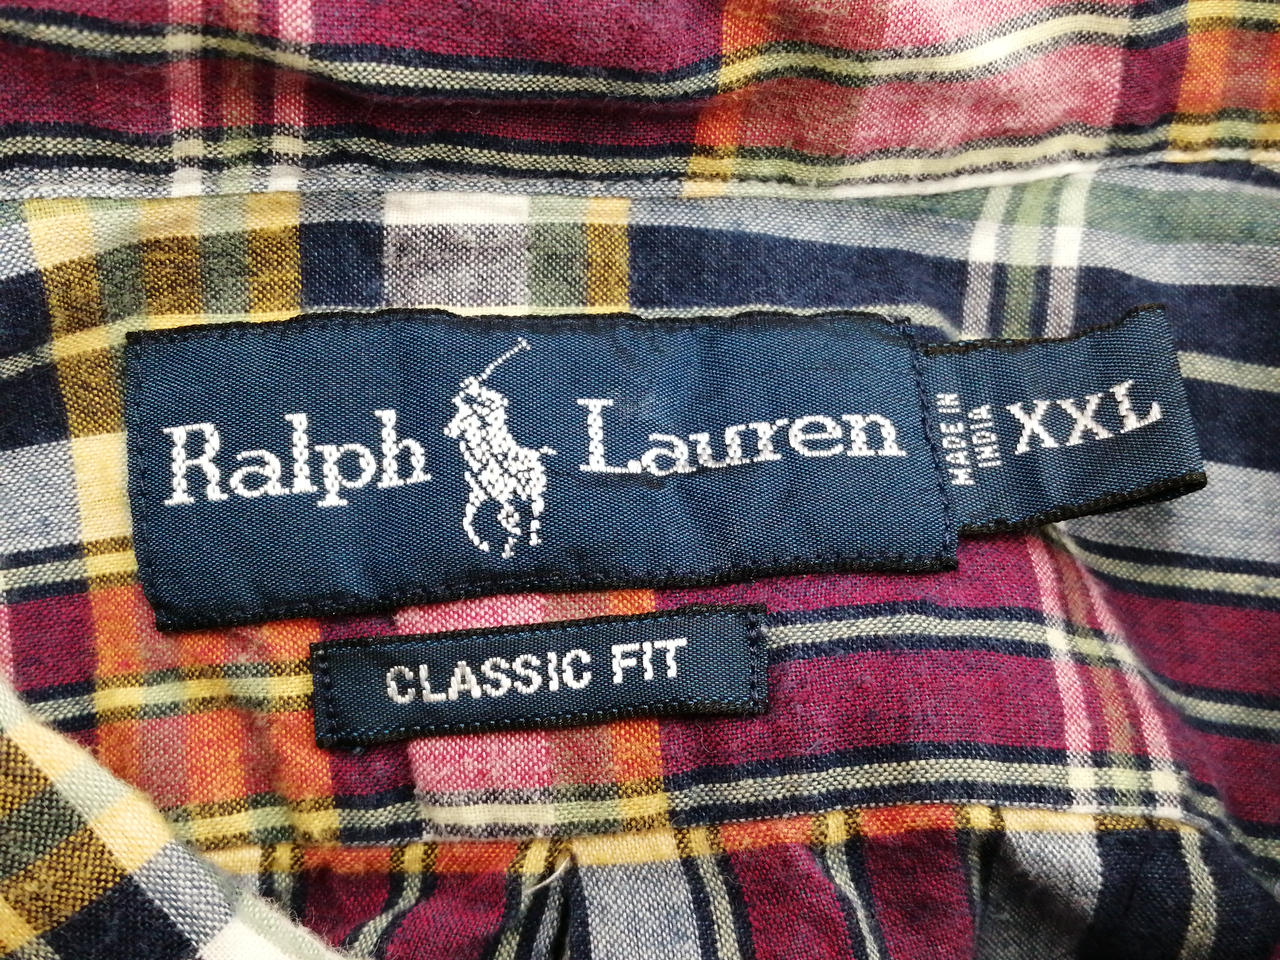 Ralph Lauren
MADE IN
INDIA
XXL
CLASSIC FIT